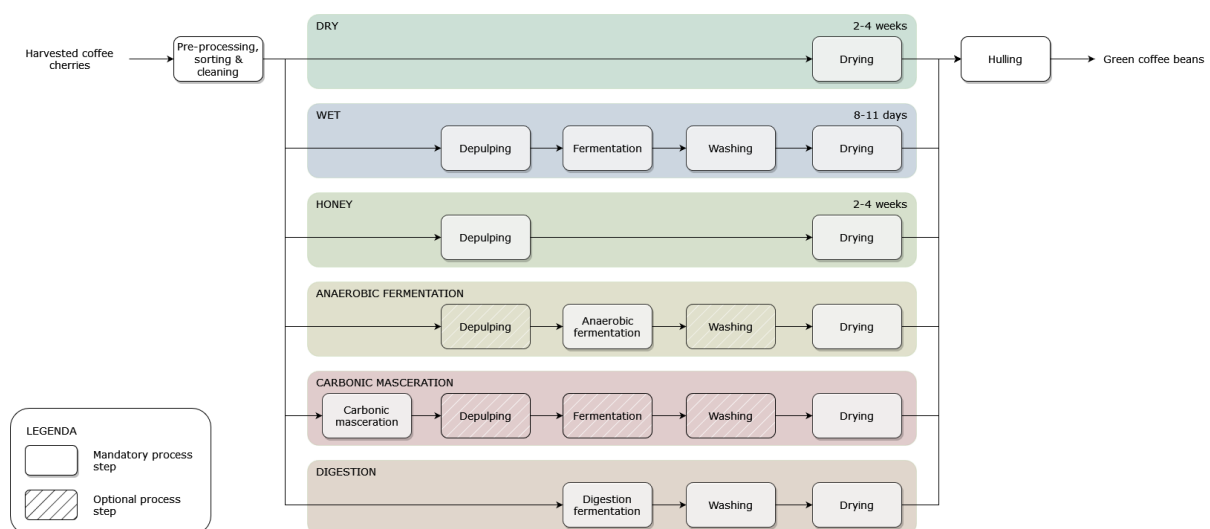 DRY
2-4 weeks
Harvested coffee
cherries
Pre-processing,
sorting &
cleaning
Drying
Hulling
Green coffee beans
WET
8-11 days
Depulping
Fermentation
Washing
Drying
HONEY
2-4 weeks
Depulping
Drying
ANAEROBIC FERMENTATION
Depulping
Anaerobic
fermentation
Washing
Drying
CARBONIC MASCERATION
Carbonic
masceration
Depulping
Fermentation
Washing
Drying
DIGESTION
Digestion
fermentation
Washing
Drying
LEGENDA
Mandatory process
step
Optional process
step